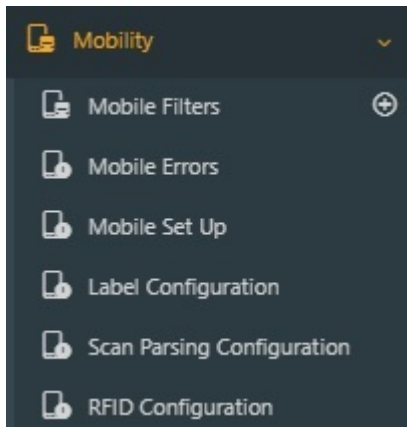 Mobility
Mobile Filters
Mobile Errors
Mobile Set Up
Label Configuration
Scan Parsing Configuration
RFID Configuration